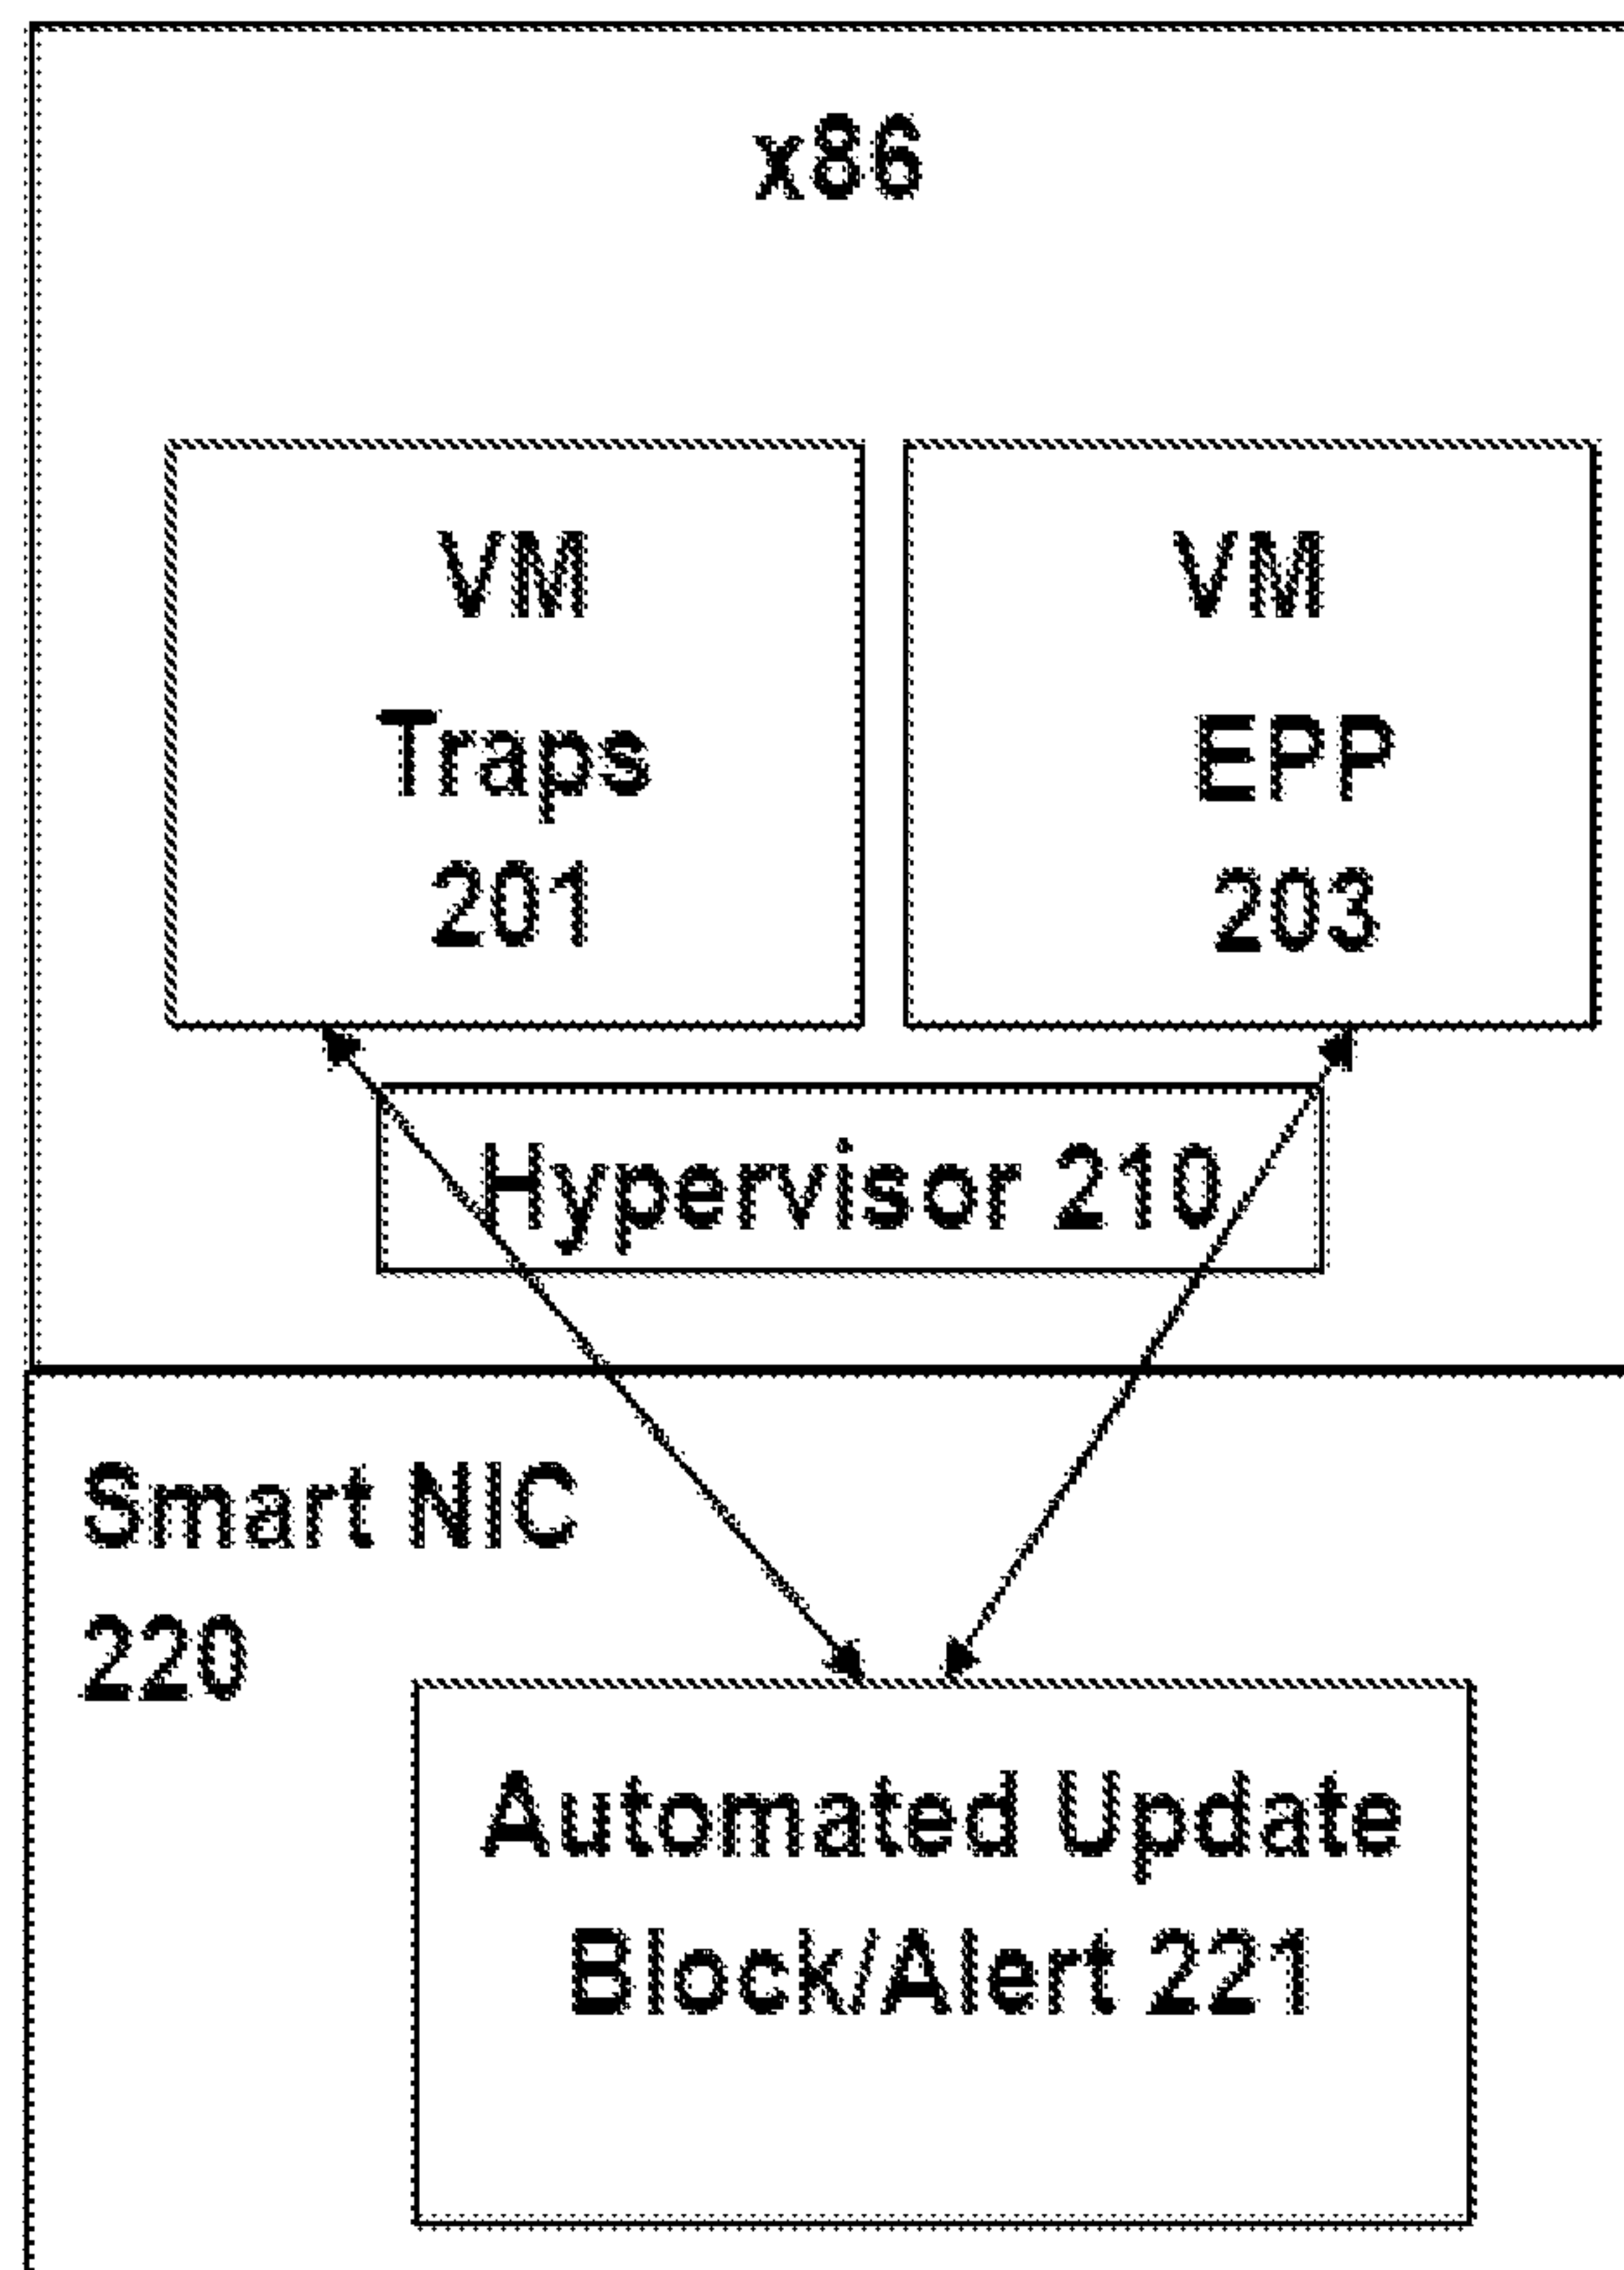 x86
VM
Traps
201
VM
EPP
203
Hypervisor 210
Smart NIC
220
Automated Update
Block/Alert 221